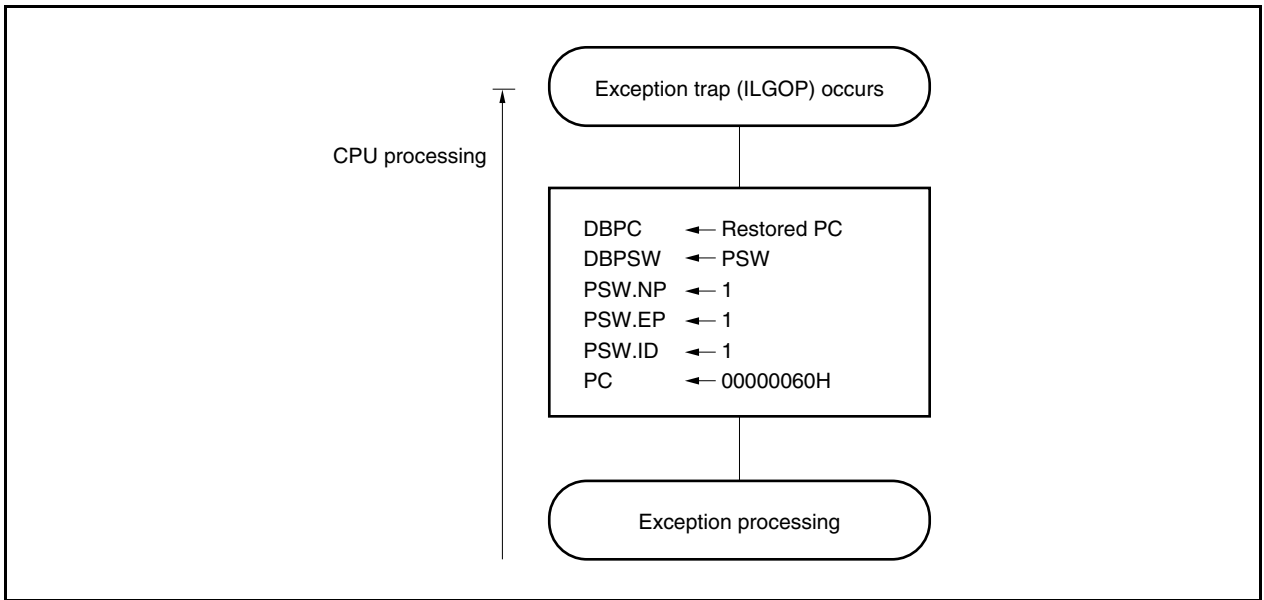 Exception trap (ILGOP) occurs
CPU processing
DBPC ← Restored PC
DBPSW ← PSW
PSW.NP ← 1
PSW.EP ← 1
PSW.ID ← 1
PC ← 00000060H
Exception processing